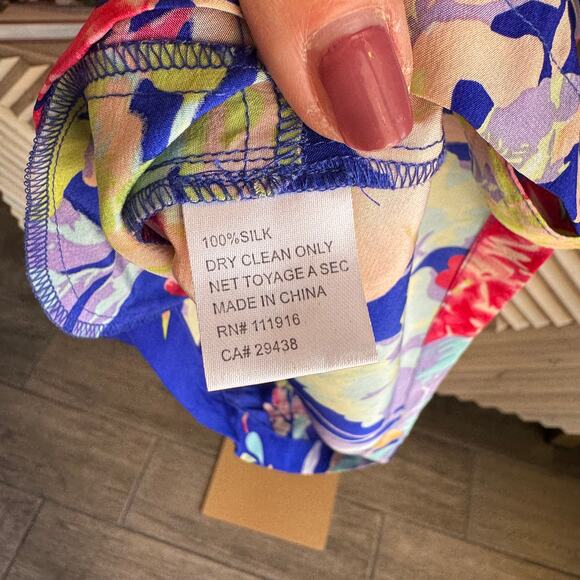 100%SILK
DRY CLEAN ONLY
NET TOYAGE A SEC
MADE IN CHINA
RN# 111916
CA# 29438